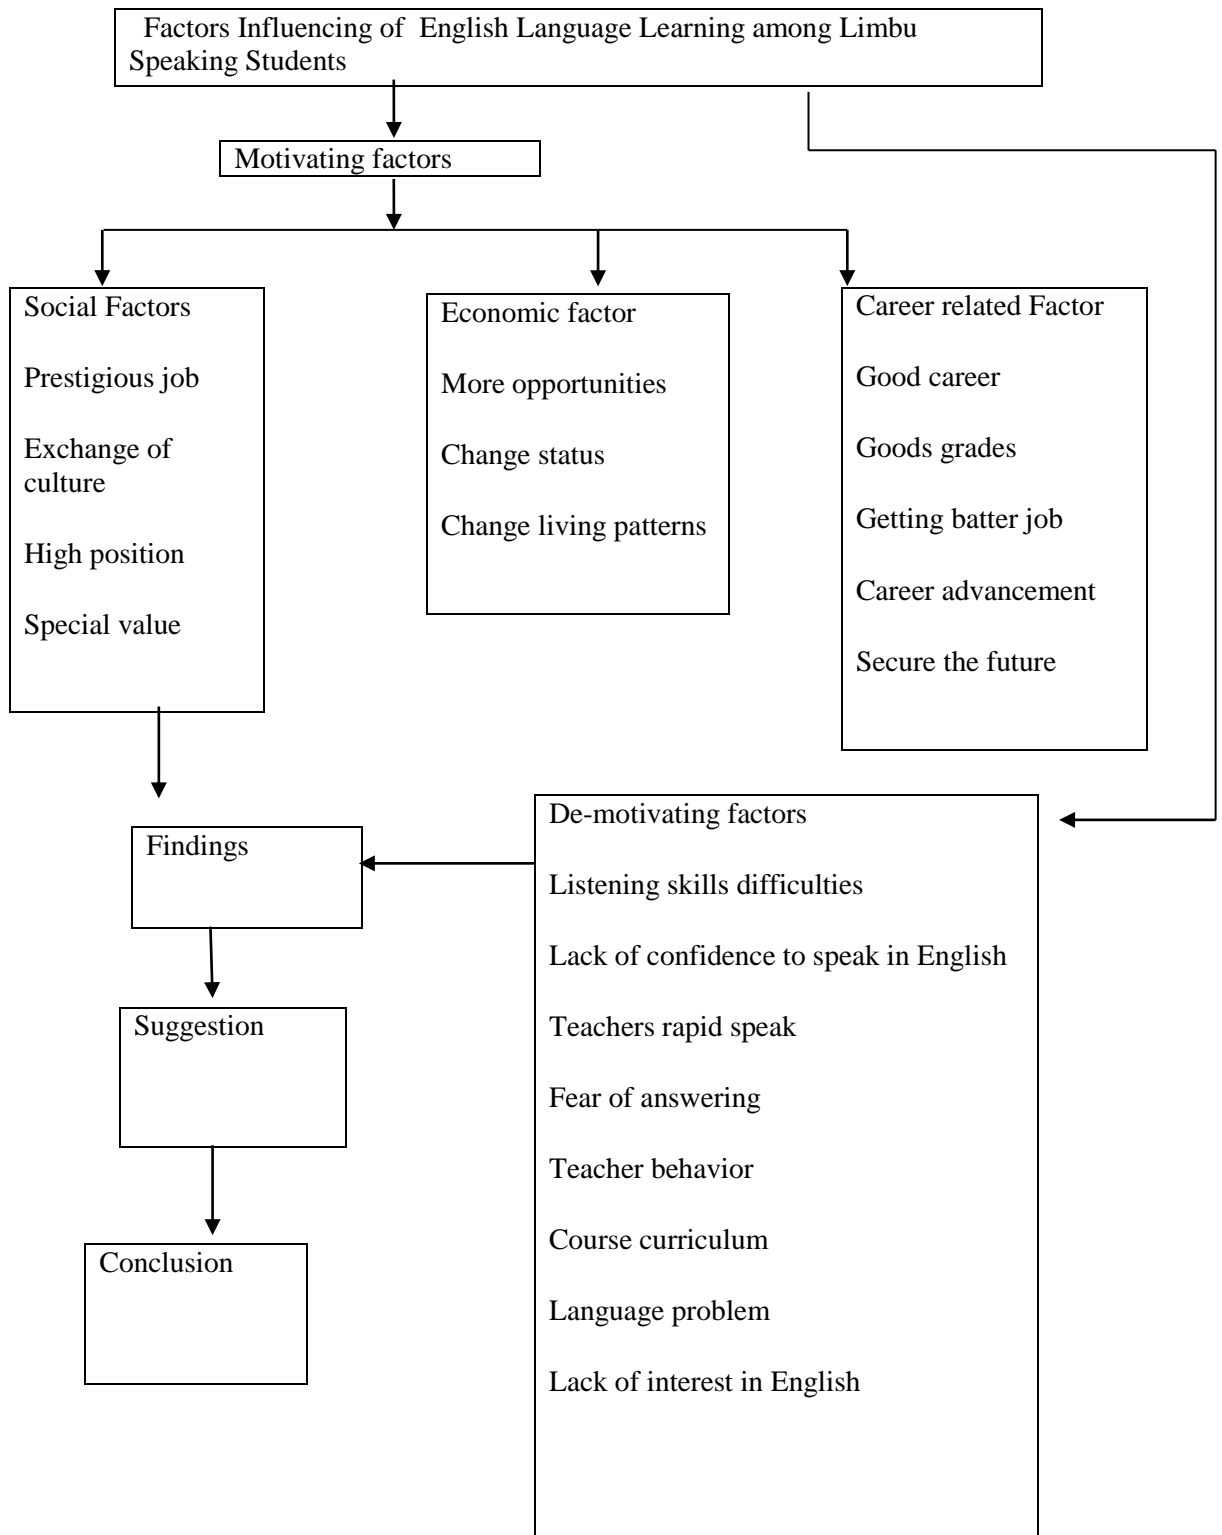 Factors Influencing of English Language Learning among Limbu
Speaking Students
Motivating factors
Social Factors
Prestigious job
Exchange of
culture
High position
Special value
Economic factor
More opportunities
Change status
Change living patterns
Career related Factor
Good career
Goods grades
Getting batter job
Career advancement
Secure the future
De-motivating factors
Listening skills difficulties
Lack of confidence to speak in English
Teachers rapid speak
Fear of answering
Teacher behavior
Course curriculum
Language problem
Lack of interest in English
Findings
Suggestion
Conclusion